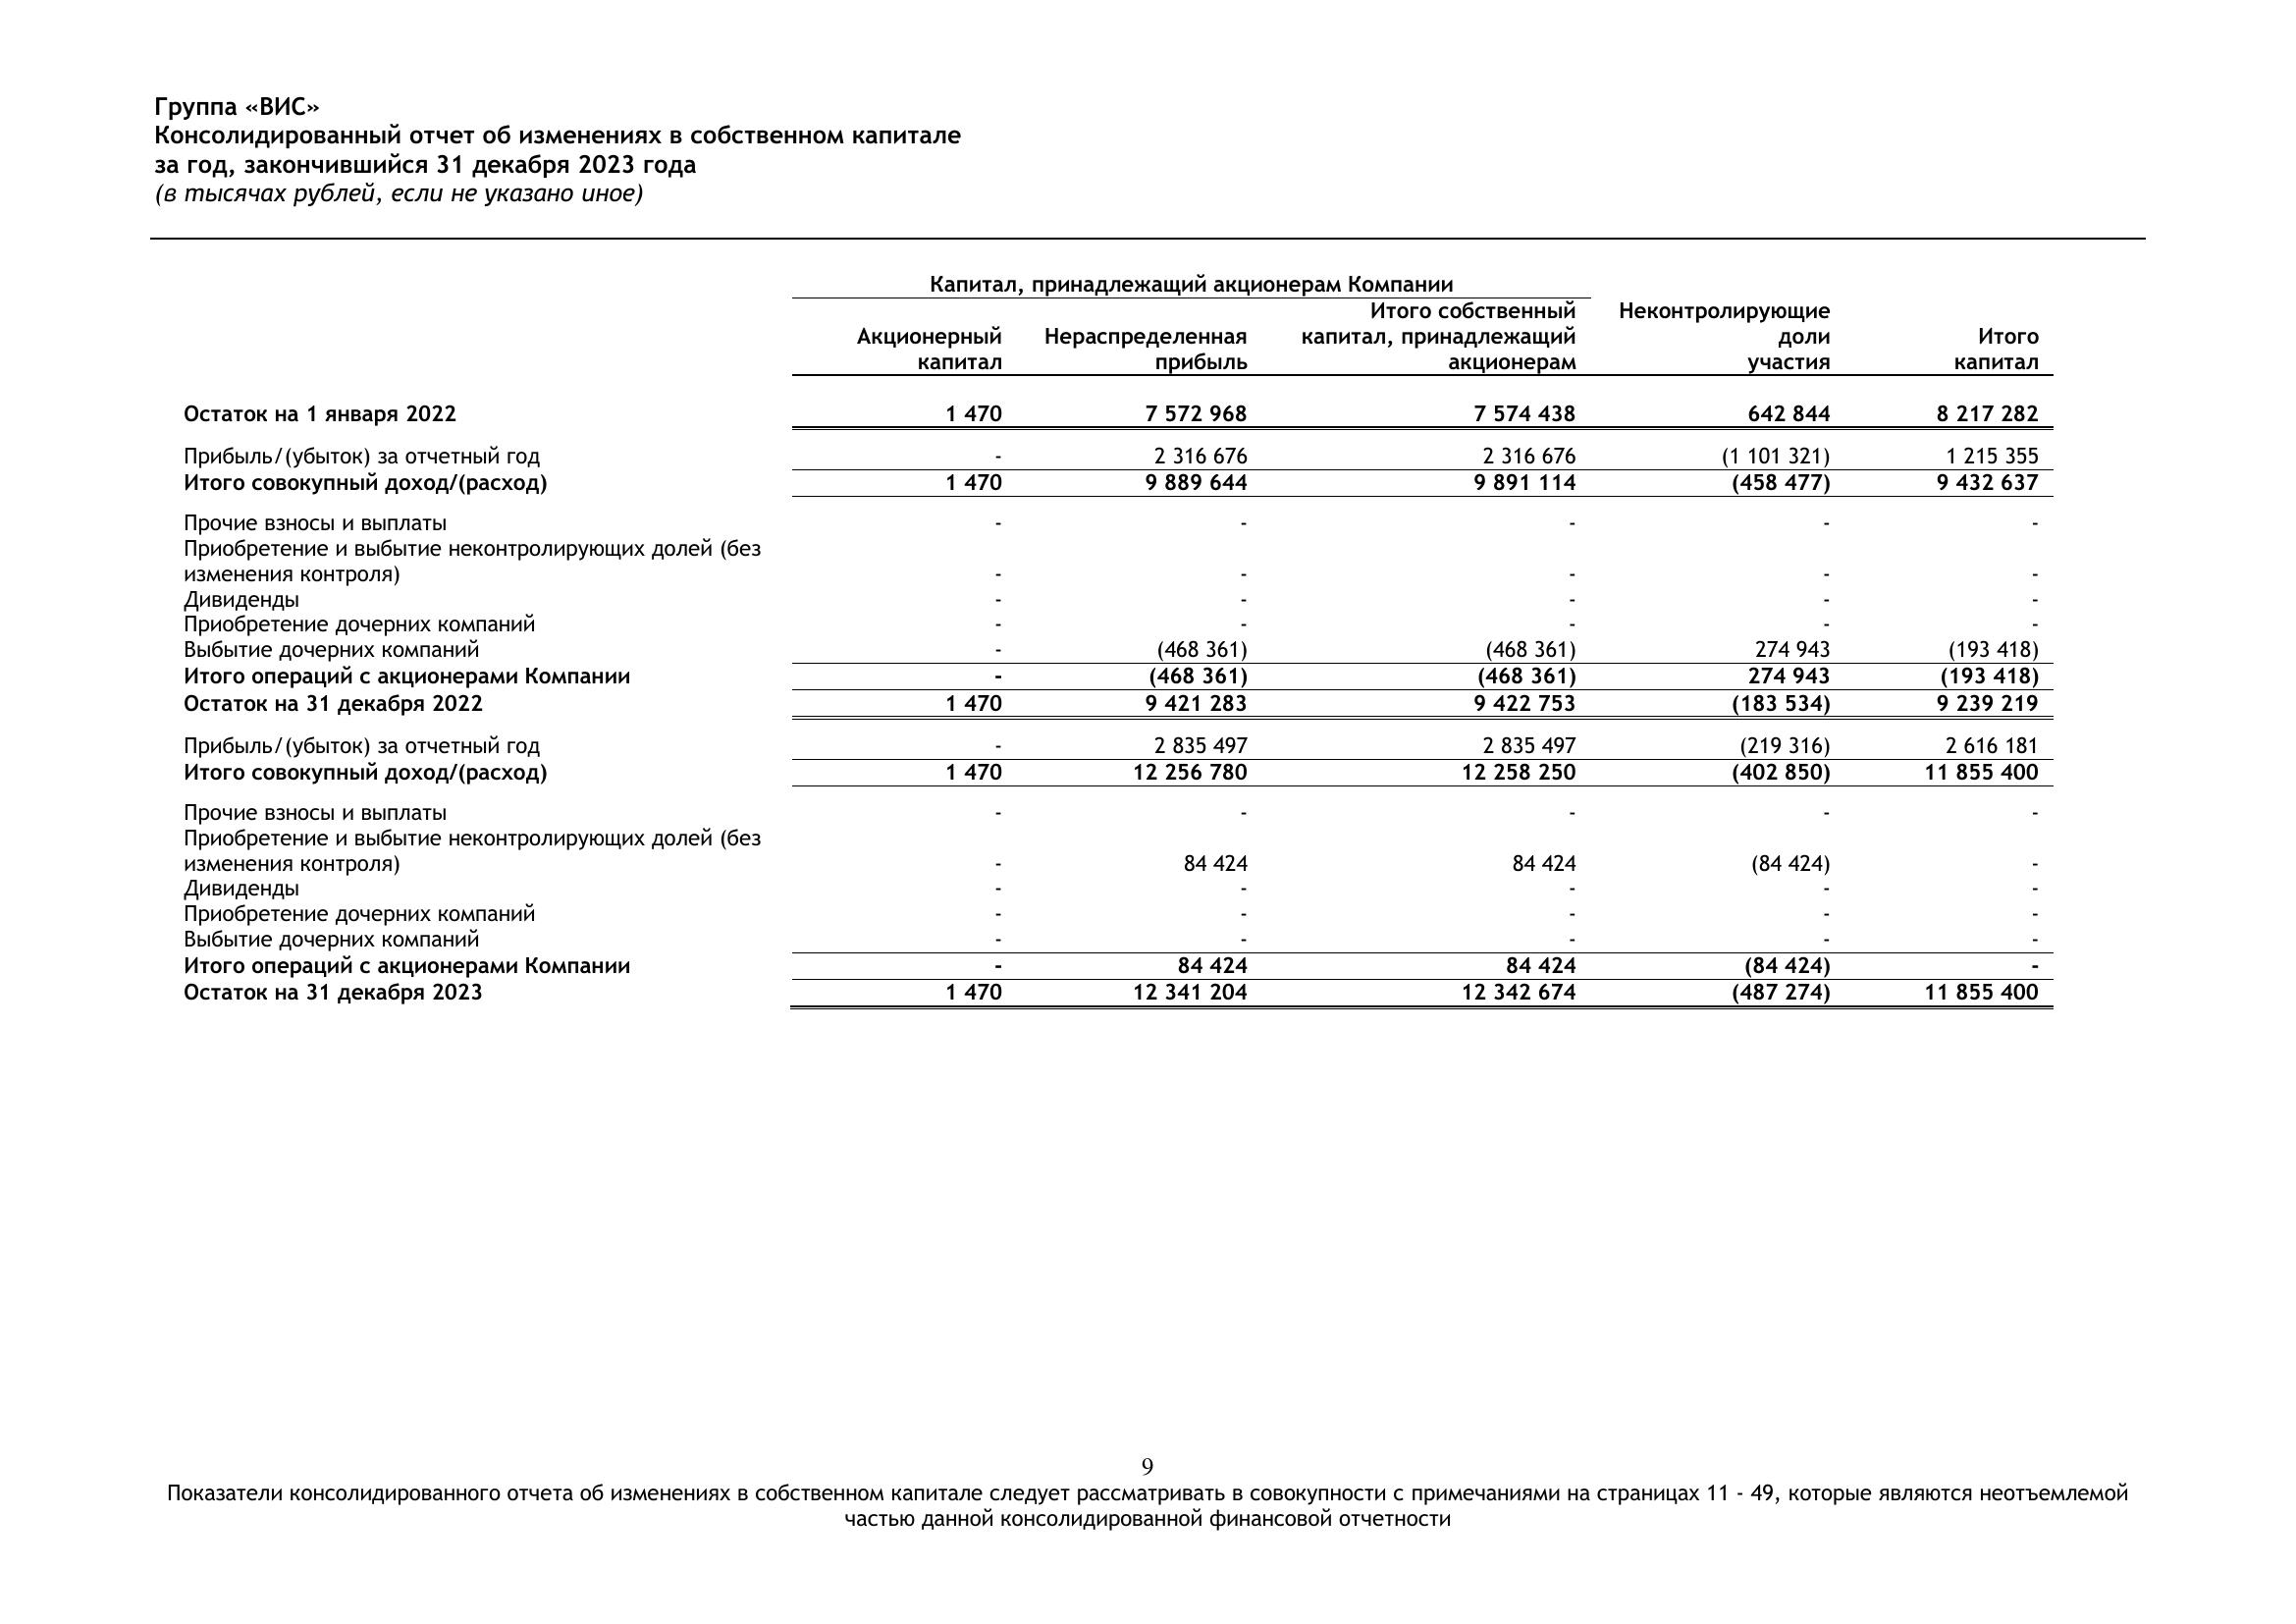 Группа «ВИС»
Консолидированный отчет об изменениях в собственном капитале
за год, закончившийся 31 декабря 2023 года
(в тысячах рублей, если не указано иное)
Капитал, принадлежащий акционерам Компании
Итого собственный Неконтролирующие
Акционерный Нераспределенная капитал, принадлежащий доли Итого
капитал прибыль акционерам участия капитал
Остаток на 1 января 2022 1 470 7 572 968 7 574 438 642 844 8 217 282
Прибыль/(убыток) за отчетный год - 2 316 676 2 316 676 (1 101 321) 1 215 355
Итого совокупный доход/(расход) 1 470 9 889 644 9 891 114 (458 477) 9 432 637
Прочие взносы и выплаты - - - - -
Приобретение и выбытие неконтролирующих долей (без
изменения контроля) - - - - -
Дивиденды - - - - -
Приобретение дочерних компаний - - - - -
Выбытие дочерних компаний - (468 361) (468 361) 274 943 (193 418)
Итого операций с акционерами Компании - (468 361) (468 361) 274 943 (193 418)
Остаток на 31 декабря 2022 1 470 9 421 283 9 422 753 (183 534) 9 239 219
Прибыль/(убыток) за отчетный год - 2 835 497 2 835 497 (219 316) 2 616 181
Итого совокупный доход/(расход) 1 470 12 256 780 12 258 250 (402 850) 11 855 400
Прочие взносы и выплаты - - - - -
Приобретение и выбытие неконтролирующих долей (без
изменения контроля) - 84 424 84 424 (84 424) -
Дивиденды - - - - -
Приобретение дочерних компаний - - - - -
Выбытие дочерних компаний - - - - -
Итого операций с акционерами Компании - 84 424 84 424 (84 424) -
Остаток на 31 декабря 2023 1 470 12 341 204 12 342 674 (487 274) 11 855 400
9
Показатели консолидированного отчета об изменениях в собственном капитале следует рассматривать в совокупности с примечаниями на страницах 11 - 49, которые являются неотъемлемой
частью данной консолидированной финансовой отчетности